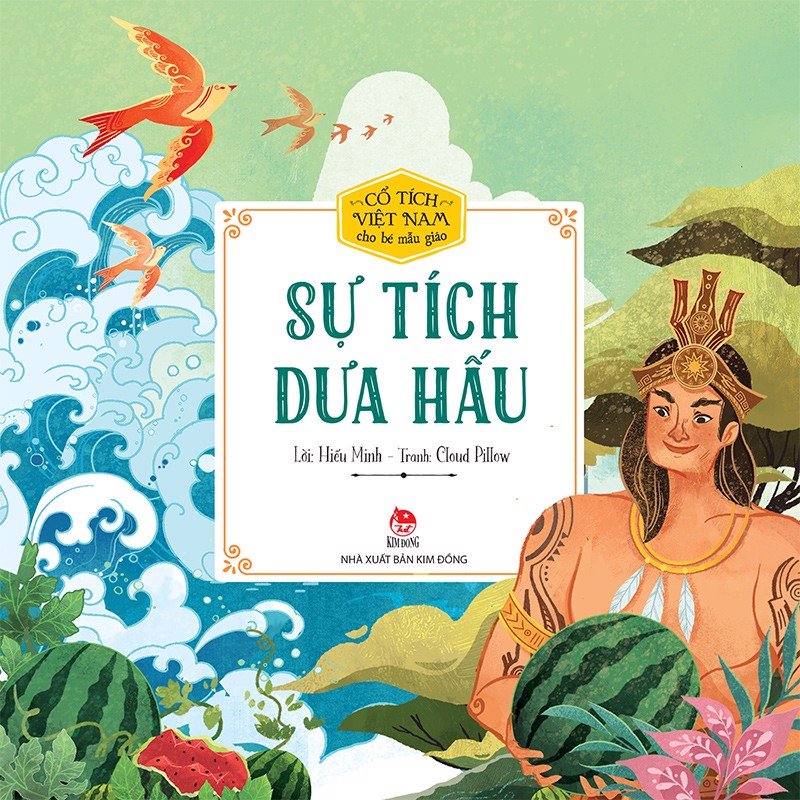 CỔ TÍCH
VIỆT NAM
cho bé mẫu giáo
SỰ TÍCH
DƯA HẤU
Lời: Hiếu Minh - Tranh: Cloud Pillow
KIM ĐỒNG
NHÀ XUẤT BẢN KIM ĐỒNG